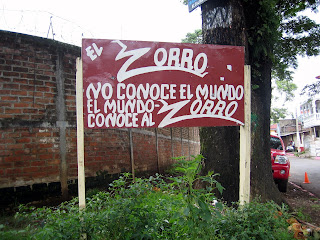 EL ZORRO,
¡NO CONOCE EL MUNDO
EL MUNDO-ZORRO
CONOCE AL